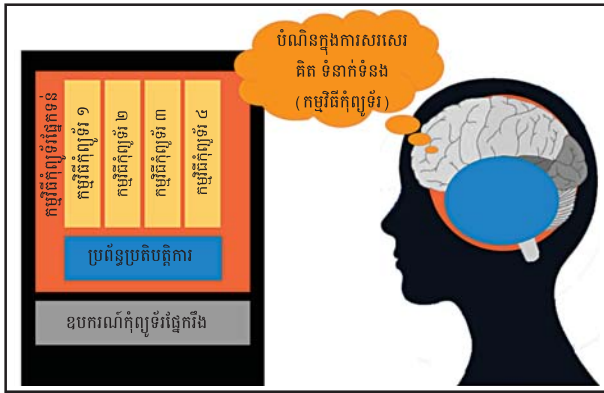 បំណិនក្នុងការសរសេរ
គិត ទំនាក់ទំនង
(កម្មវិធីកុំព្យូទ័រ)
កម្មវិធីកុំព្យូទ័រផ្នែកទន់
កម្មវិធីកុំព្យូទ័រ ១
កម្មវិធីកុំព្យូទ័រ ២
កម្មវិធីកុំព្យូទ័រ ៣
កម្មវិធីកុំព្យូទ័រ ៤
ប្រព័ន្ធប្រតិបត្តិការ
ឧបករណ៍កុំព្យូទ័រផ្នែករឹង